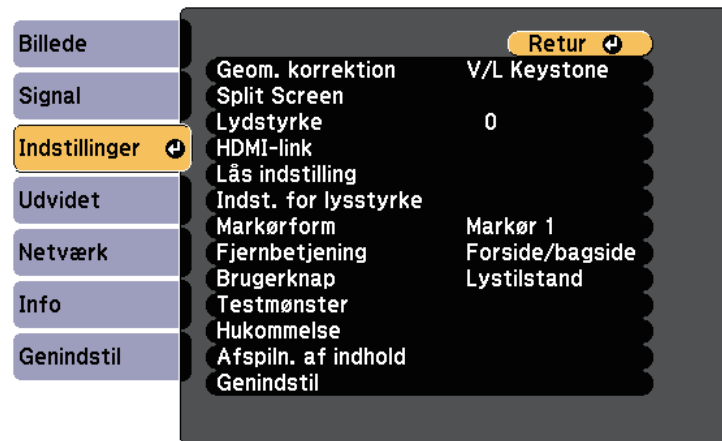 Billede
Signal
Indstillinger
Udvidet
Netværk
Info
Genindstil
Retur
Geom. korrektion V/L Keystone
Split Screen
Lydstyrke 0
HDMI-link
Lås indstilling
Indst. for lysstyrke
Markørform Markør 1
Fjernbetjening Forside/bagside
Brugerknap Lystilstand
Testmønster
Hukommelse
Afspiln. af indhold
Genindstil